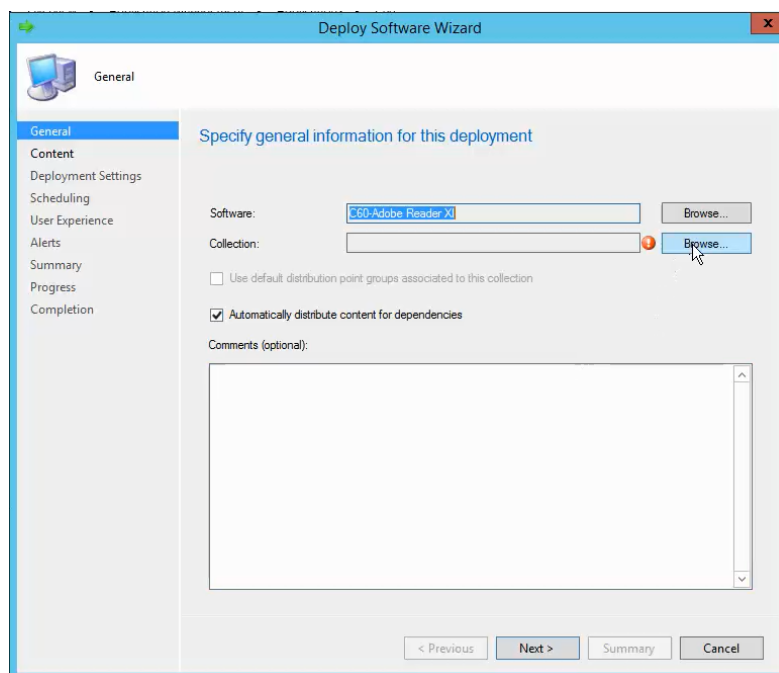 Deploy Software Wizard
x
General
General
Content
Deployment Settings
Scheduling
User Experience
Alerts
Summary
Progress
Completion
Specify general information for this deployment
Software: C60-Adobe Reader XI Browse...
Collection: Browse...
Use default distribution point groups associated to this collection
Automatically distribute content for dependencies
Comments (optional):
< Previous Next > Summary Cancel